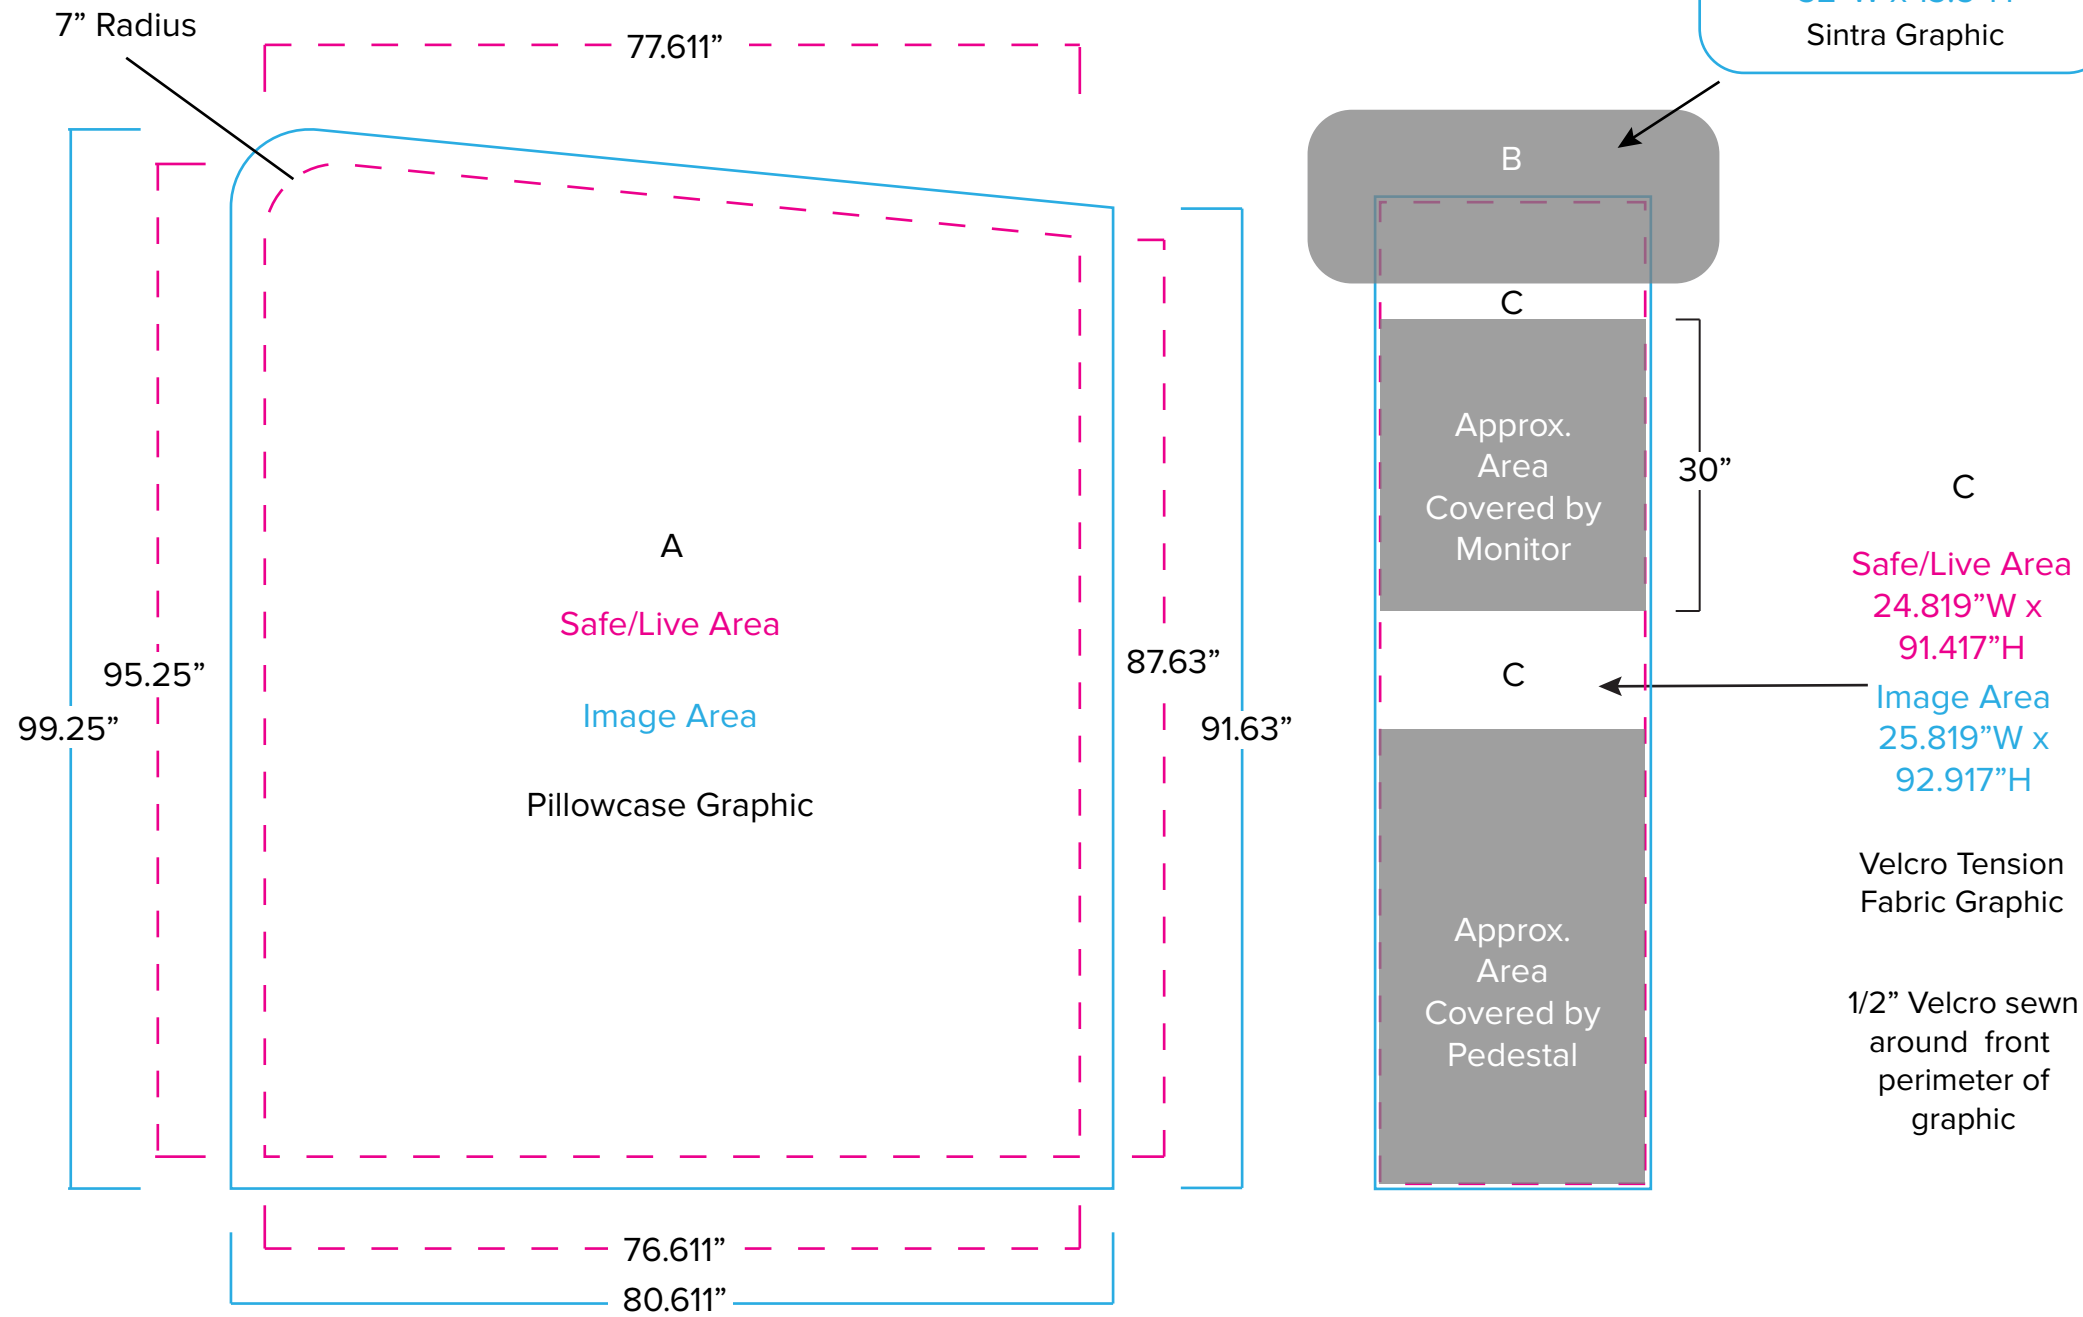 7” Radius
77.611”
Sintra Graphic
B
C
Approx.
Area
Covered by
Monitor
30”
A
Safe/Live Area
Image Area
Pillowcase Graphic
95.25”
99.25”
87.63”
91.63”
C
C
Safe/Live Area
24.819”W x
91.417”H
Image Area
25.819”W x
92.917”H
Velcro Tension
Fabric Graphic
1/2” Velcro sewn
around front
perimeter of
graphic
Approx.
Area
Covered by
Pedestal
76.611”
80.611”